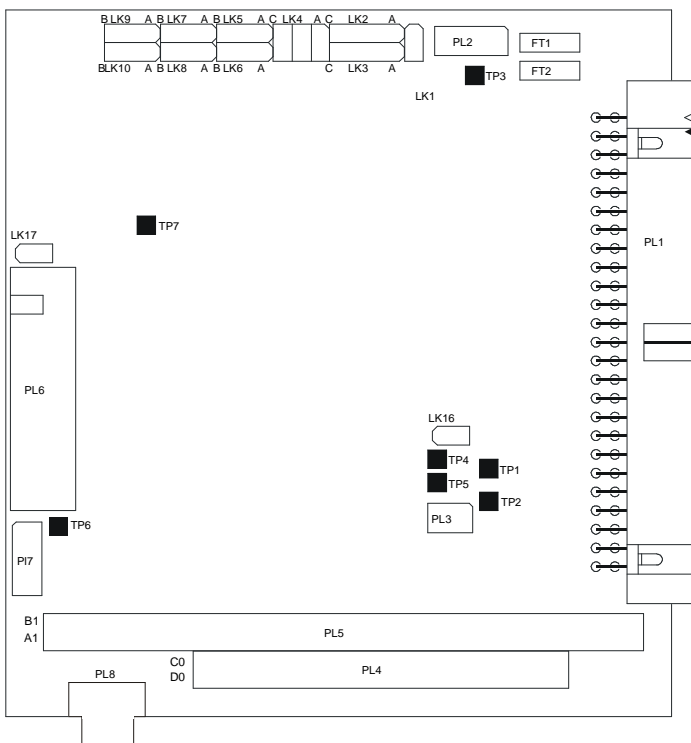 B LK9 A B LK7 A B LK5 A C LK4 A C LK2 A
BLK10 A B LK8 A B LK6 A C LK3 A
PL2
FT1
FT2
TP3
LK1
TP7
PL1
LK17
PL6
LK16
TP4
TP1
TP5
TP2
PL3
TP6
Pl7
B1
A1
PL5
C0
D0
PL4
PL8